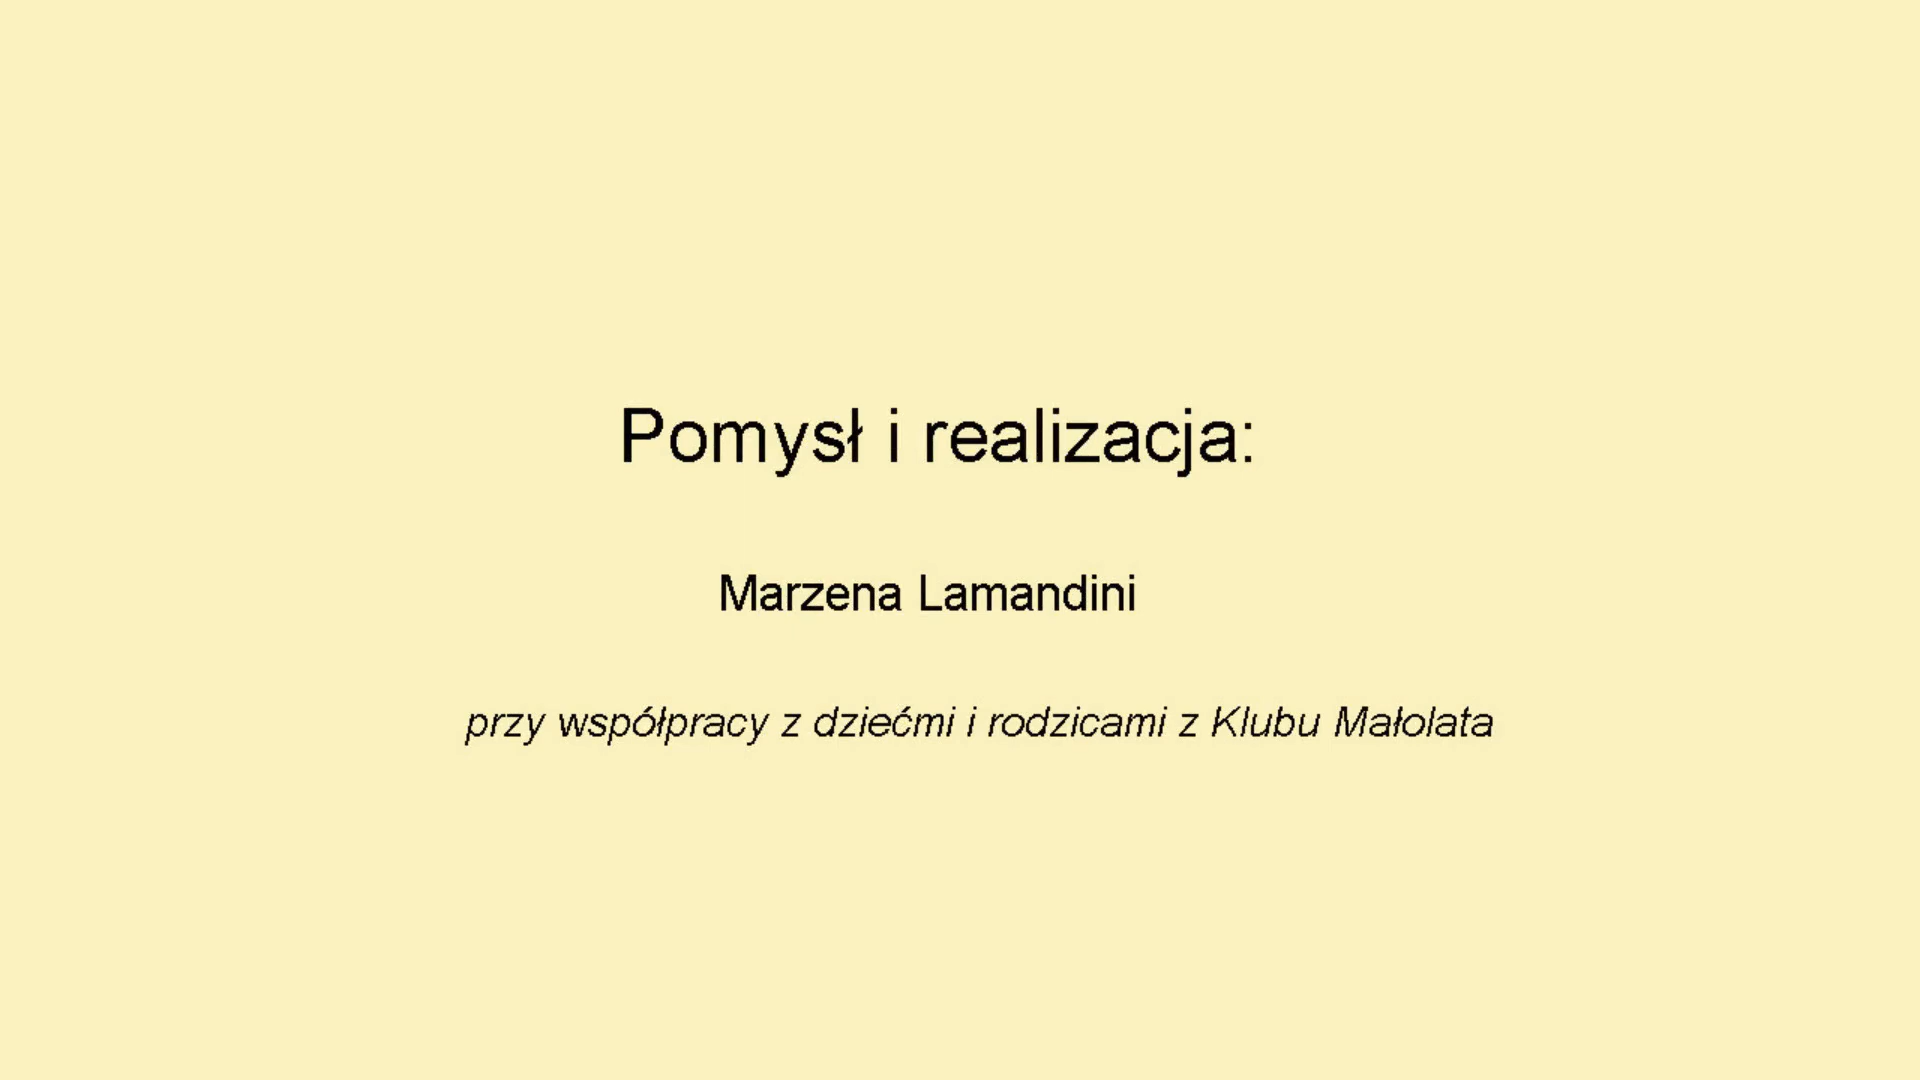 Pomysł i realizacja:
Marzena Lamandini
przy współpracy z dziećmi i rodzicami z Klubu Małolata